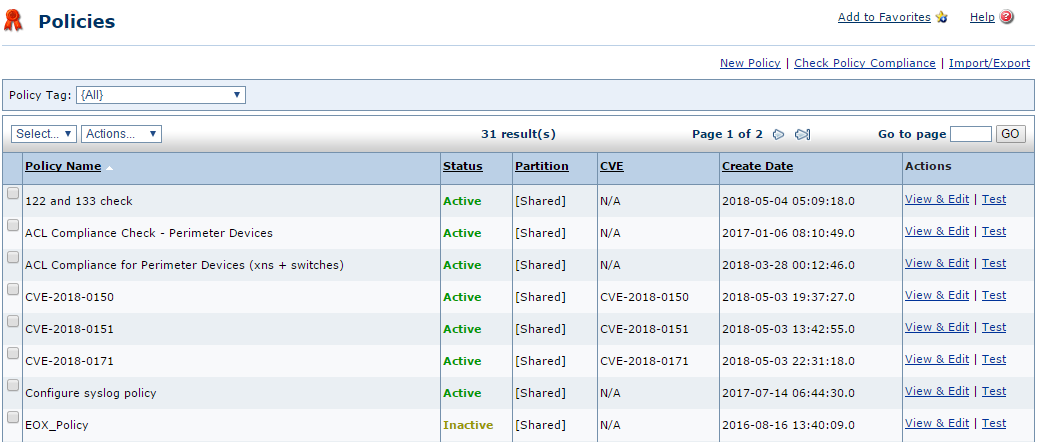 Policies
Add to Favorites Help
New Policy | Check Policy Compliance | Import/Export
Policy Tag: {All}
Select... Actions... 31 result(s) Page 1 of 2 Go to page GO
Policy Name Status Partition CVE Create Date Actions
122 and 133 check Active [Shared] N/A 2018-05-04 05:09:18.0 View & Edit | Test
ACL Compliance Check - Perimeter Devices Active [Shared] N/A 2017-01-06 08:10:49.0 View & Edit | Test
ACL Compliance for Perimeter Devices (xns + switches) Active [Shared] N/A 2018-03-28 00:12:46.0 View & Edit | Test
CVE-2018-0150 Active [Shared] CVE-2018-0150 2018-05-03 19:37:27.0 View & Edit | Test
CVE-2018-0151 Active [Shared] CVE-2018-0151 2018-05-03 13:42:55.0 View & Edit | Test
CVE-2018-0171 Active [Shared] CVE-2018-0171 2018-05-03 22:31:18.0 View & Edit | Test
Configure syslog policy Active [Shared] N/A 2017-07-14 06:44:30.0 View & Edit | Test
EOX_Policy Inactive [Shared] N/A 2016-08-16 13:40:09.0 View & Edit | Test